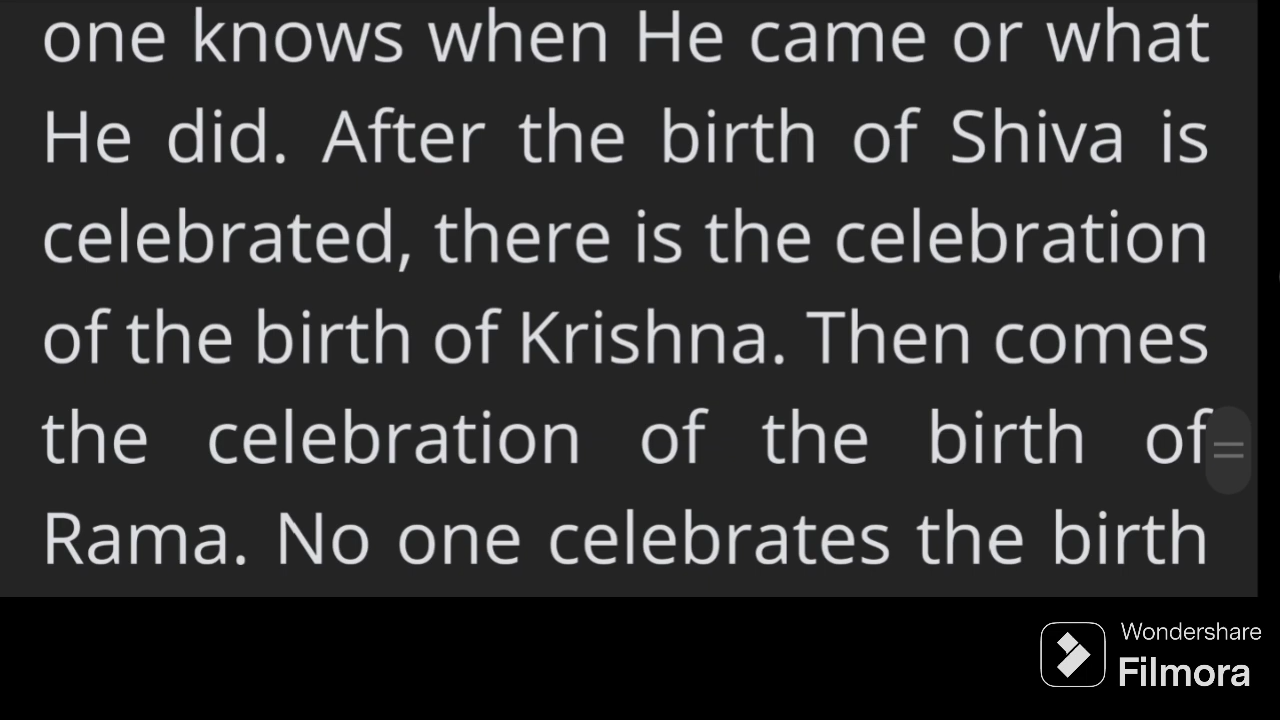 one knows when He came or what
He did. After the birth of Shiva is
celebrated, there is the celebration
of the birth of Krishna. Then comes
the celebration of the birth of
Rama. No one celebrates the birth
Wondershare
Filmora